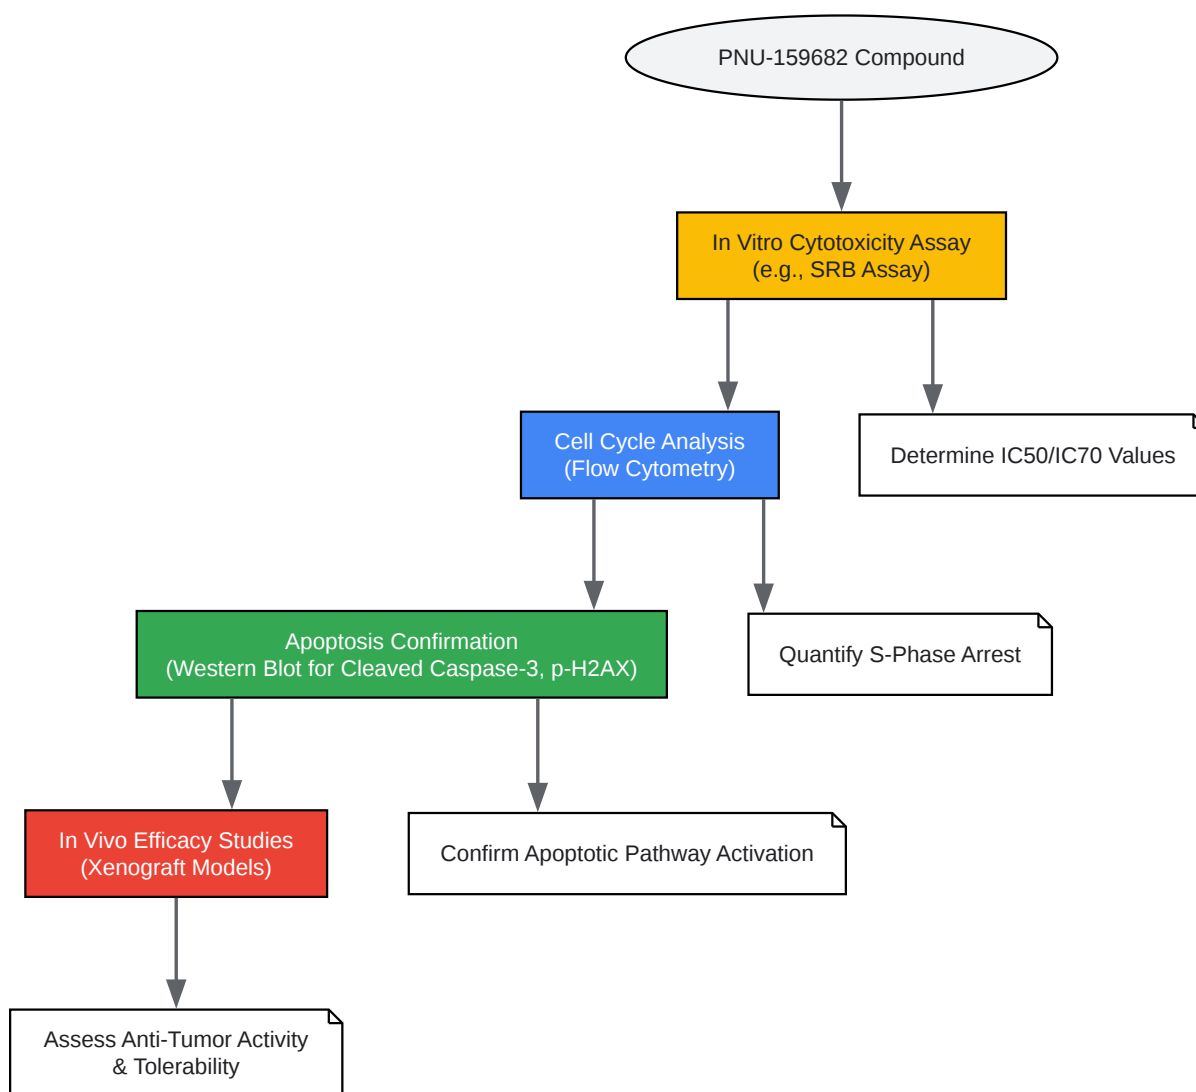 PNU-159682 Compound
In Vitro Cytotoxicity Assay
(e.g., SRB Assay)
Cell Cycle Analysis
(Flow Cytometry)
Determine IC50/IC70 Values
Apoptosis Confirmation
(Western Blot for Cleaved Caspase-3, p-H2AX)
Quantify S-Phase Arrest
In Vivo Efficacy Studies
(Xenograft Models)
Confirm Apoptotic Pathway Activation
Assess Anti-Tumor Activity
& Tolerability